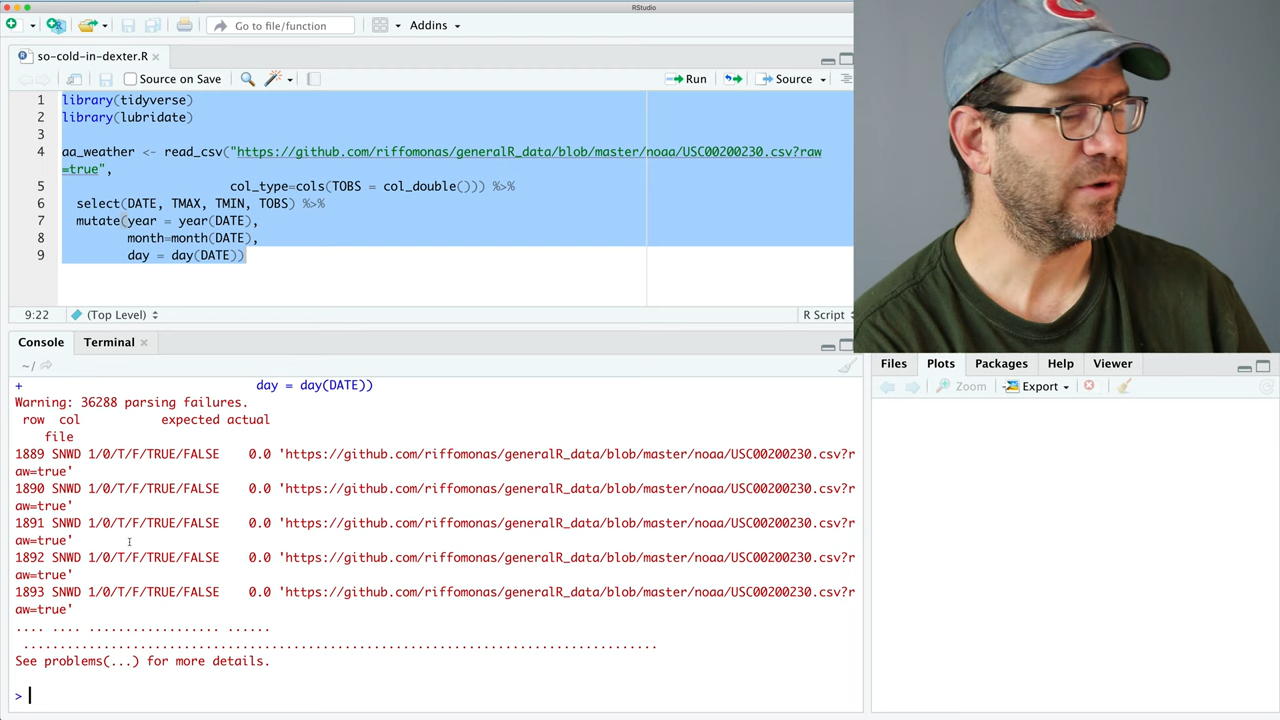 RStudio
Go to file/function
Addins
so-cold-in-dexter.R
Source on Save
Run
Source
1 library(tidyverse)
2 library(lubridate)
3
4 aa_weather <- read_csv("https://github.com/riffomonas/generalR_data/blob/master/noaa/USC00200230.csv?raw
=true",
5 col_type=cols(TOBS = col_double())) %>%
6 select(DATE, TMAX, TMIN, TOBS) %>%
7 mutate(year = year(DATE),
8 month=month(DATE),
9 day = day(DATE))
9:22
(Top Level)
R Script
Console
Terminal
~/
+ day = day(DATE))
Warning: 36288 parsing failures.
row col expected actual
file
1889 SNWD 1/0/T/F/TRUE/FALSE 0.0 'https://github.com/riffomonas/generalR_data/blob/master/noaa/USC00200230.csv?r
aw=true'
1890 SNWD 1/0/T/F/TRUE/FALSE 0.0 'https://github.com/riffomonas/generalR_data/blob/master/noaa/USC00200230.csv?r
aw=true'
1891 SNWD 1/0/T/F/TRUE/FALSE 0.0 'https://github.com/riffomonas/generalR_data/blob/master/noaa/USC00200230.csv?r
aw=true'
1892 SNWD 1/0/T/F/TRUE/FALSE 0.0 'https://github.com/riffomonas/generalR_data/blob/master/noaa/USC00200230.csv?r
aw=true'
1893 SNWD 1/0/T/F/TRUE/FALSE 0.0 'https://github.com/riffomonas/generalR_data/blob/master/noaa/USC00200230.csv?r
aw=true'
.... .... .................. ......
..........................................................................
See problems(...) for more details.
>
Files
Plots
Packages
Help
Viewer
Zoom
Export
C